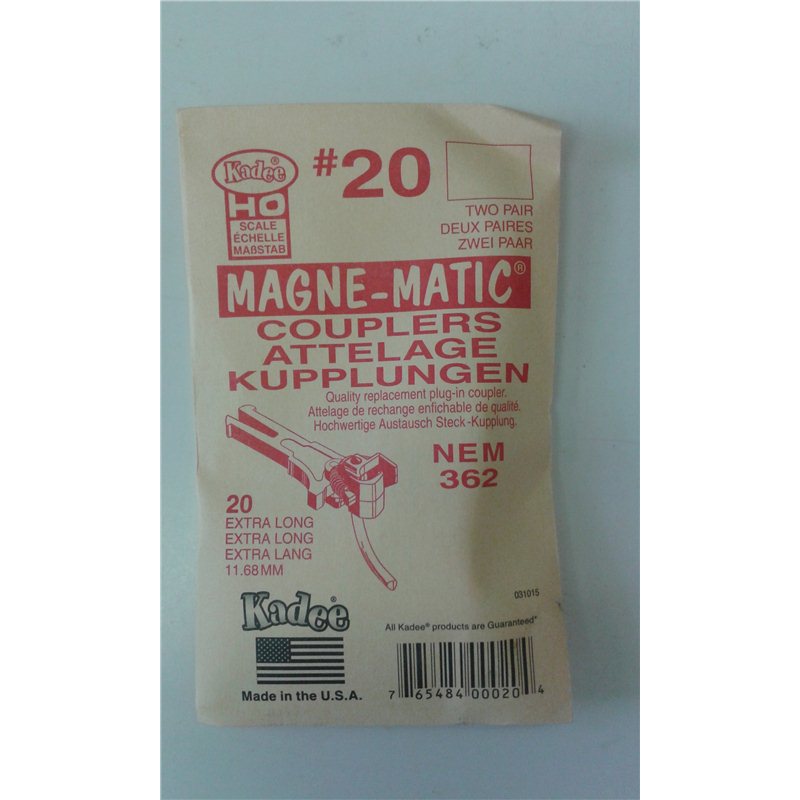 Kadee®
HO
SCALE
ÉCHELLE
MAßSTAB
#20
TWO PAIR
DEUX PAIRES
ZWEI PAAR
MAGNE-MATIC®
COUPLERS
ATTELAGE
KUPPLUNGEN
Quality replacement plug-in coupler.
Attelage de rechange enfichable de qualité.
Hochwertige Austausch Steck-Kupplung.
NEM
362
20
EXTRA LONG
EXTRA LONG
EXTRA LANG
11.68 MM
031015
Kadee®
Made in the U.S.A.
All Kadee® products are Guaranteed"
7 65484 00020 4